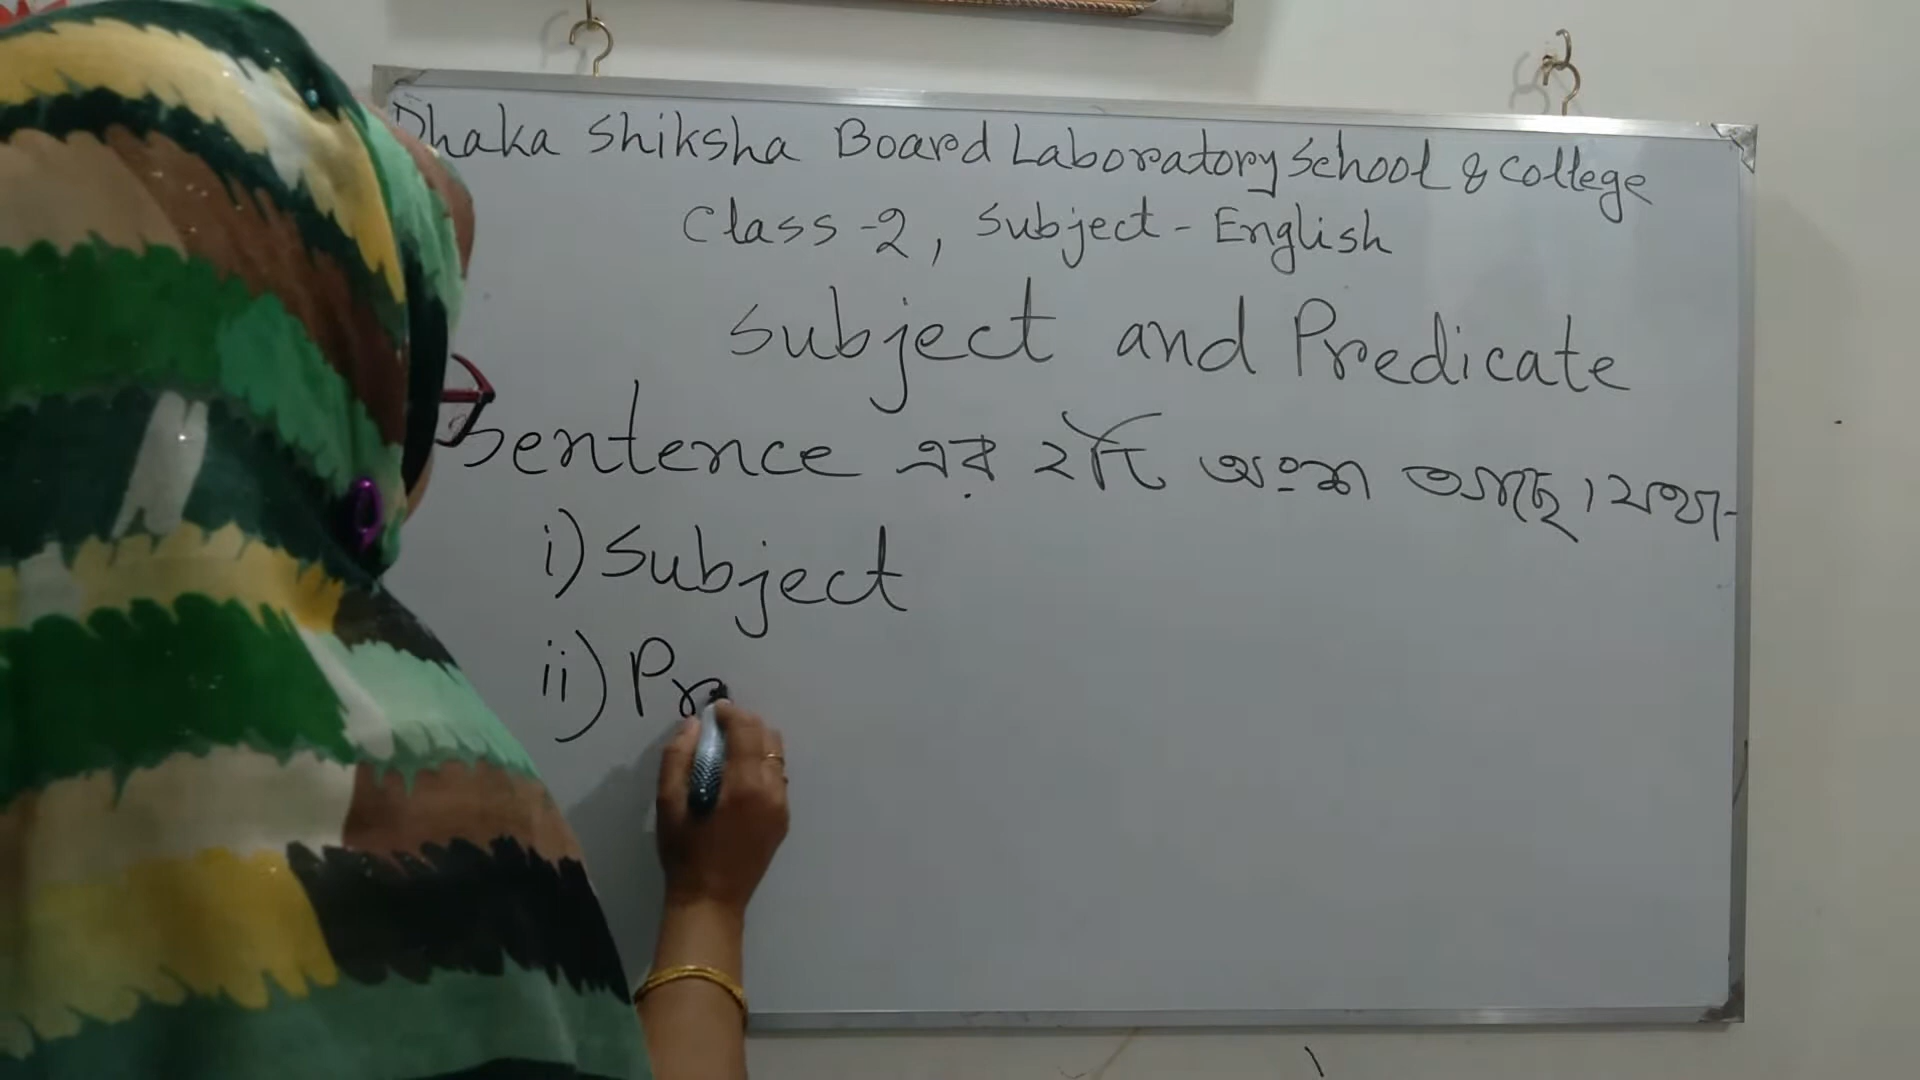 Dhaka Shiksha Board Laboratory School & College
Class-2, Subject-English
Subject and Predicate
Sentence এর ২টি অংশ আছে। যথা-
i) Subject
ii) Pr